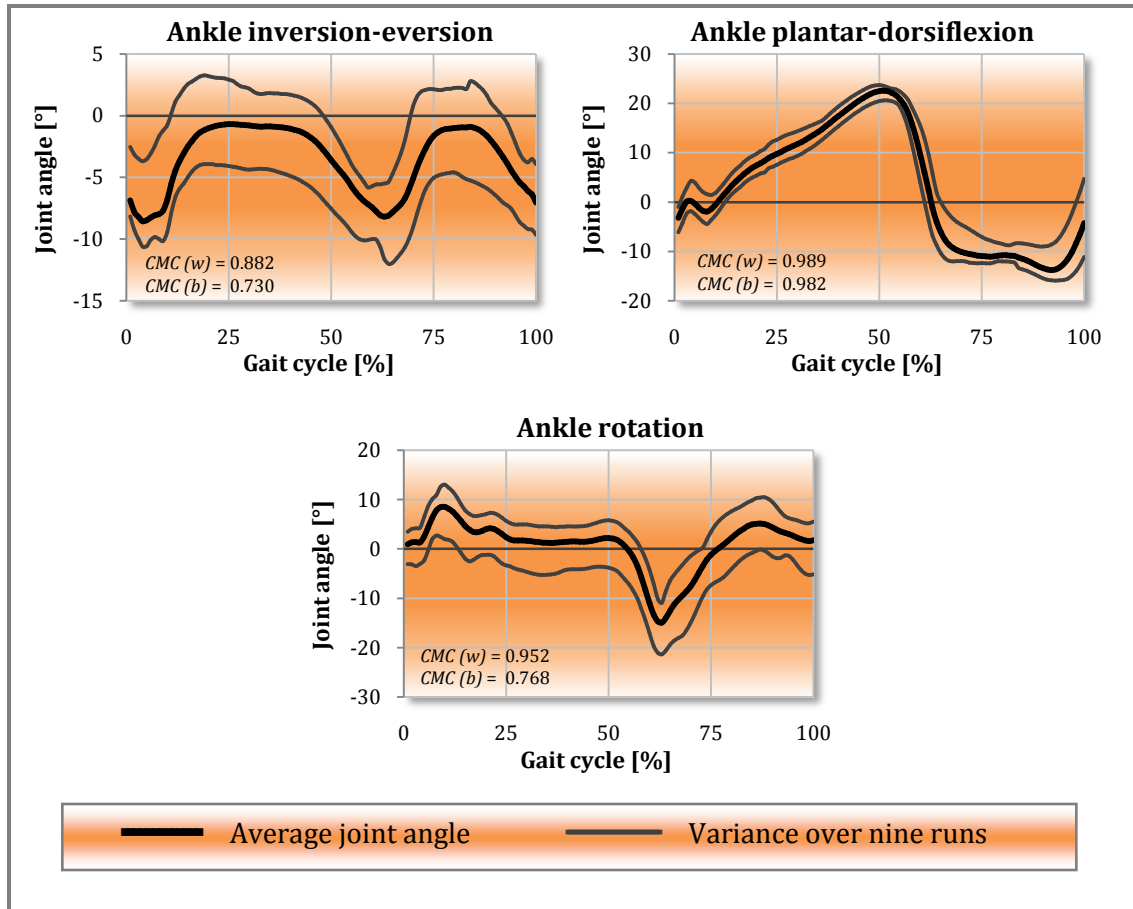 Ankle inversion-eversion
5
0
-5
-10
-15
Joint angle [°]
CMC (w) = 0.882
CMC (b) = 0.730
0 25 50 75 100
Gait cycle [%]
Ankle plantar-dorsiflexion
30
20
10
0
-10
-20
Joint angle [°]
CMC (w) = 0.989
CMC (b) = 0.982
0 25 50 75 100
Gait cycle [%]
Ankle rotation
20
10
0
-10
-20
-30
Joint angle [°]
CMC (w) = 0.952
CMC (b) = 0.768
0 25 50 75 100
Gait cycle [%]
Average joint angle Variance over nine runs